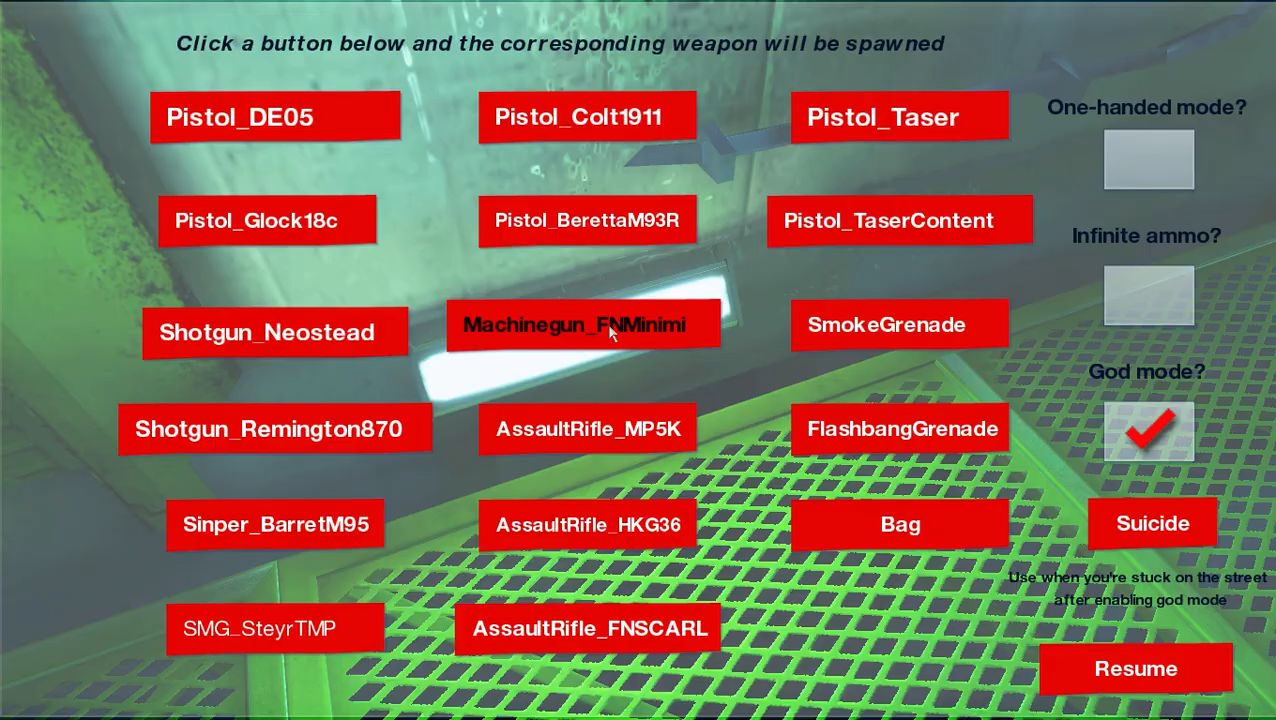 Click a button below and the corresponding weapon will be spawned
Pistol_DE05
Pistol_Colt1911
Pistol_Taser
One-handed mode?
Pistol_Glock18c
Pistol_BerettaM93R
Pistol_TaserContent
Infinite ammo?
Shotgun_Neostead
Machinegun_FNMinimi
SmokeGrenade
God mode?
Shotgun_Remington870
AssaultRifle_MP5K
FlashbangGrenade
Sinper_BarretM95
AssaultRifle_HKG36
Bag
Suicide
Use when you're stuck on the street
after enabling god mode
SMG_SteyrTMP
AssaultRifle_FNSCARL
Resume